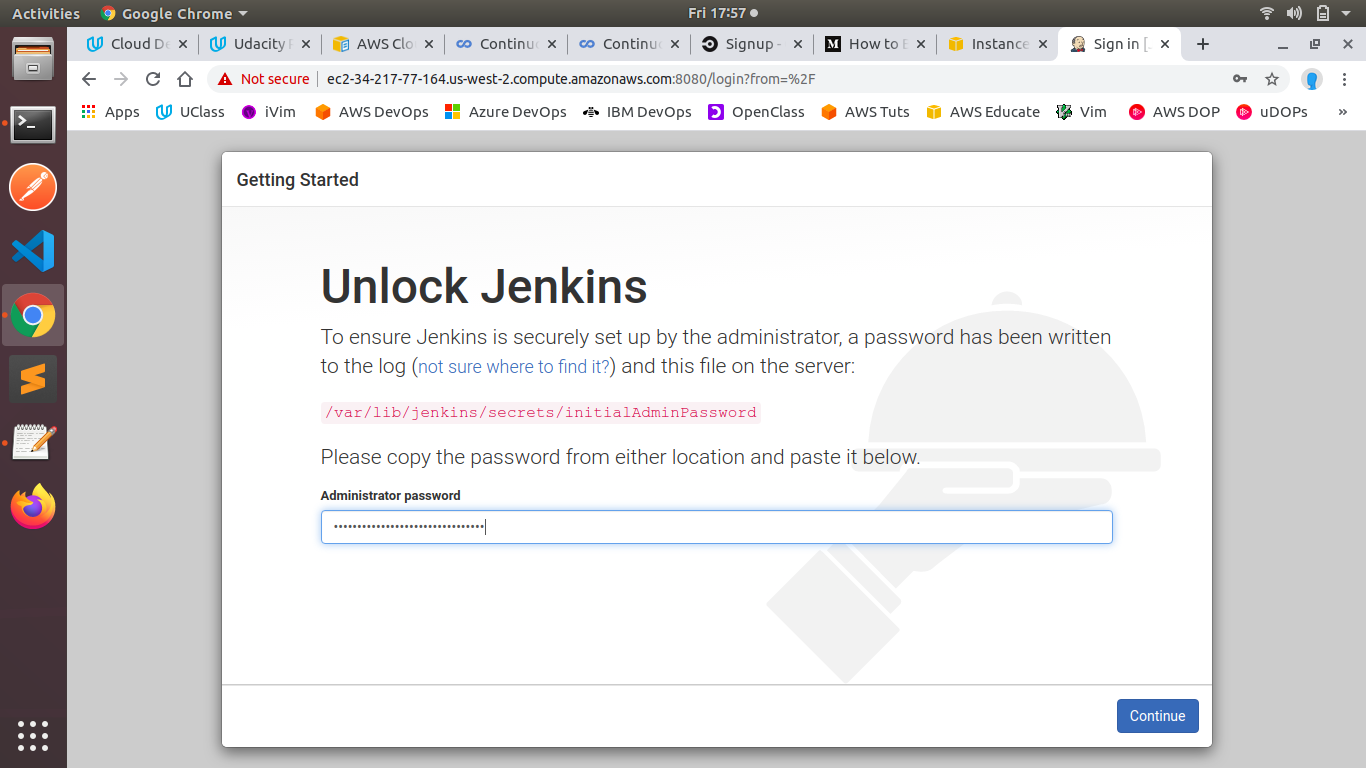 Activities
Google Chrome
Fri 17:57
Cloud De
Udacity
AWS Clo
Continuo
Continuo
Signup -
How to
Instance
Sign in [
Not secure
ec2-34-217-77-164.us-west-2.compute.amazonaws.com:8080/login?from=%2F
Apps
UClass
iVim
AWS DevOps
Azure DevOps
IBM DevOps
OpenClass
AWS Tuts
AWS Educate
Vim
AWS DOP
uDOPs
»
Getting Started
Unlock Jenkins
To ensure Jenkins is securely set up by the administrator, a password has been written
to the log (not sure where to find it?) and this file on the server:
/var/lib/jenkins/secrets/initialAdminPassword
Please copy the password from either location and paste it below.
Administrator password
Continue